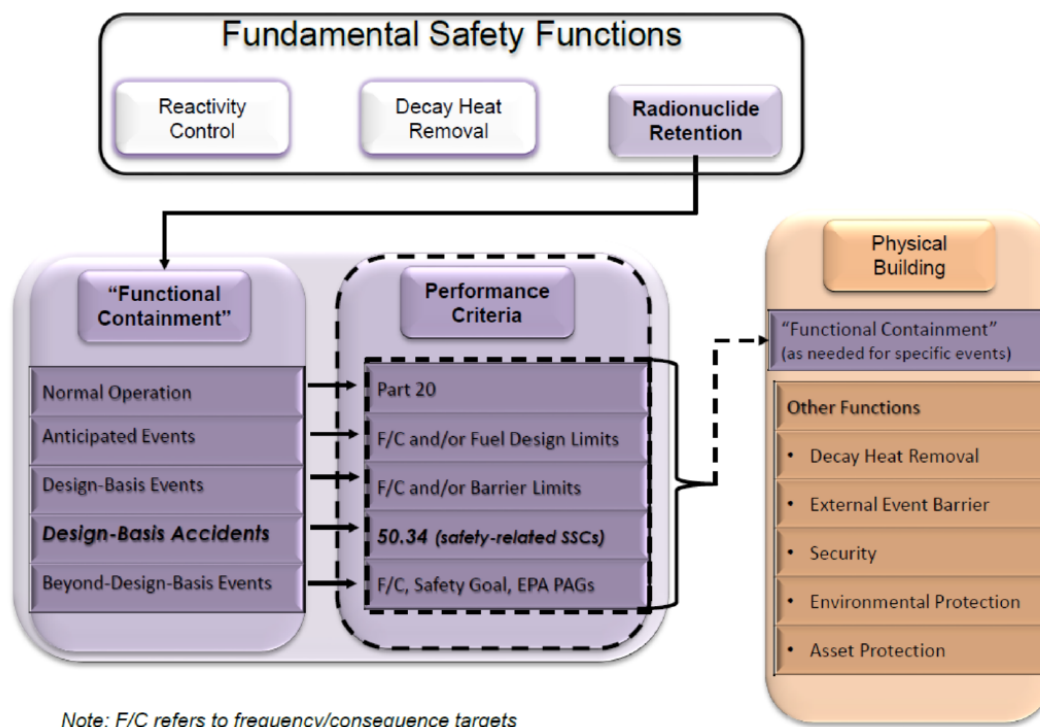 Fundamental Safety Functions
Reactivity
Control
Decay Heat
Removal
Radionuclide
Retention
“Functional
Containment”
Normal Operation
Anticipated Events
Design-Basis Events
Design-Basis Accidents
Beyond-Design-Basis Events
Performance
Criteria
Part 20
F/C and/or Fuel Design Limits
F/C and/or Barrier Limits
50.34 (safety-related SSCs)
F/C, Safety Goal, EPA PAGs
Physical
Building
“Functional Containment”
(as needed for specific events)
Other Functions
• Decay Heat Removal
• External Event Barrier
• Security
• Environmental Protection
• Asset Protection
Note: F/C refers to frequency/consequence targets